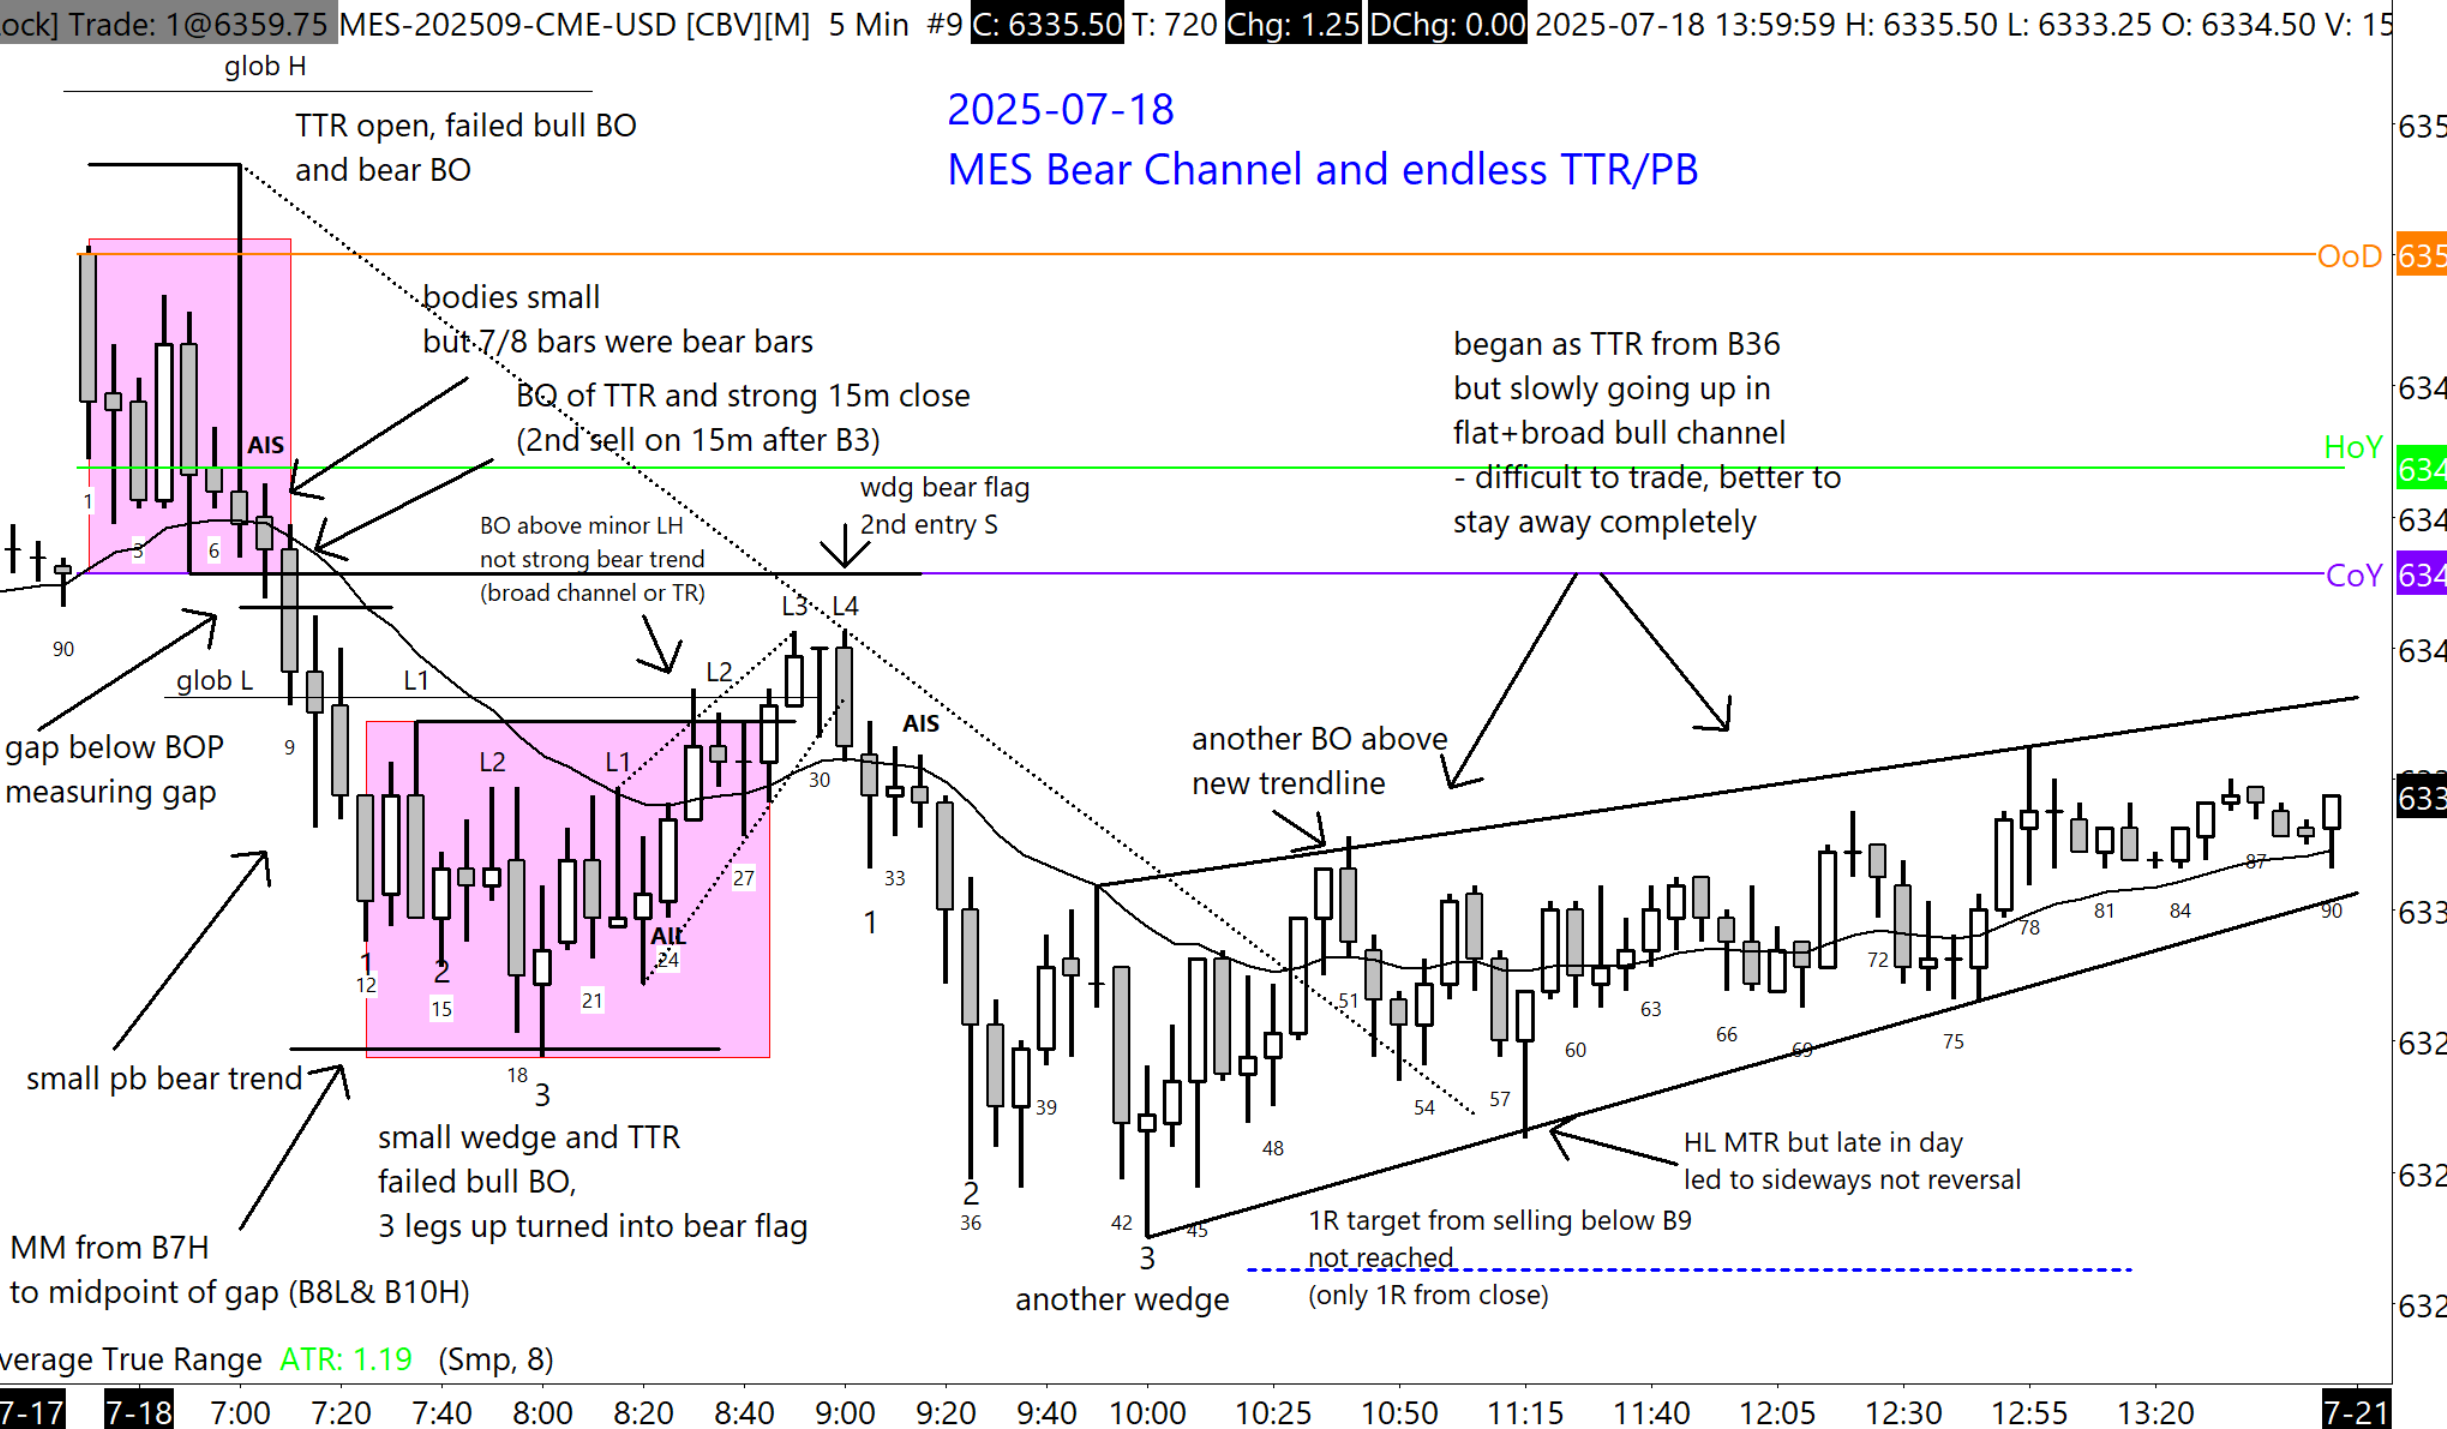 ock] Trade: 1@6359.75 MES-202509-CME-USD [CBV][M] 5 Min #9 C: 6335.50 T: 720 Chg: 1.25 DChg: 0.00 2025-07-18 13:59:59 H: 6335.50 L: 6333.25 O: 6334.50 V: 15
glob H
2025-07-18
MES Bear Channel and endless TTR/PB
TTR open, failed bull BO
and bear BO
635
OoD 635
bodies small
but 7/8 bars were bear bars
BO of TTR and strong 15m close
(2nd sell on 15m after B3)
began as TTR from B36
but slowly going up in
flat+broad bull channel
- difficult to trade, better to
stay away completely
634
HoY 634
634
CoY 634
634
AIS
wdg bear flag
2nd entry S
BO above minor LH
not strong bear trend
(broad channel or TR)
1
3
6
90
glob L
L1
L2
L3
L4
gap below BOP
measuring gap
9
L2
L1
AIS
30
another BO above
new trendline
633
27
33
1
AIL
24
1
12
2
15
21
633
small pb bear trend
18
3
small wedge and TTR
failed bull BO,
3 legs up turned into bear flag
MM from B7H
to midpoint of gap (B8L& B10H)
39
2
36
42
45
3
another wedge
48
51
54
57
60
63
66
69
72
75
78
81
84
87
90
633
632
HL MTR but late in day
led to sideways not reversal
632
1R target from selling below B9
not reached
(only 1R from close)
632
verage True Range ATR: 1.19 (Smp, 8)
7-17 7-18 7:00 7:20 7:40 8:00 8:20 8:40 9:00 9:20 9:40 10:00 10:25 10:50 11:15 11:40 12:05 12:30 12:55 13:20 7-21